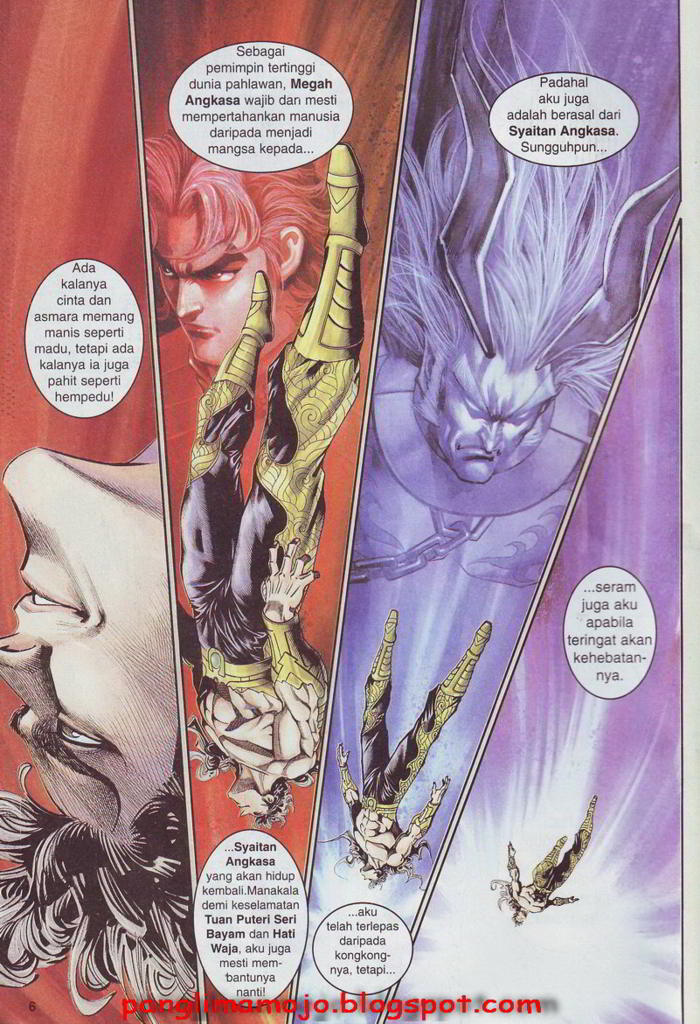 Ada
kalanya
cinta dan
asmara memang
manis seperti
madu, tetapi ada
kalanya ia juga
pahit seperti
hempedu!
Sebagai
pemimpin tertinggi
dunia pahlawan, Megah
Angkasa wajib dan mesti
mempertahankan manusia
daripada menjadi
mangsa kepada...
...Syaitan
Angkasa
yang akan hidup
kembali.Manakala
demi keselamatan
Tuan Puteri Seri
Bayam dan Hati
Waja, aku juga
mesti mem-
bantunya
nanti!
Padahal
aku juga
adalah berasal dari
Syaitan Angkasa.
Sungguhpun...
...aku
telah terlepas
daripada
kongkong-
nya, tetapi...
...seram
juga aku
apabila
teringat akan
kehebatan-
nya.
6
panglimamojo.blogspot.com